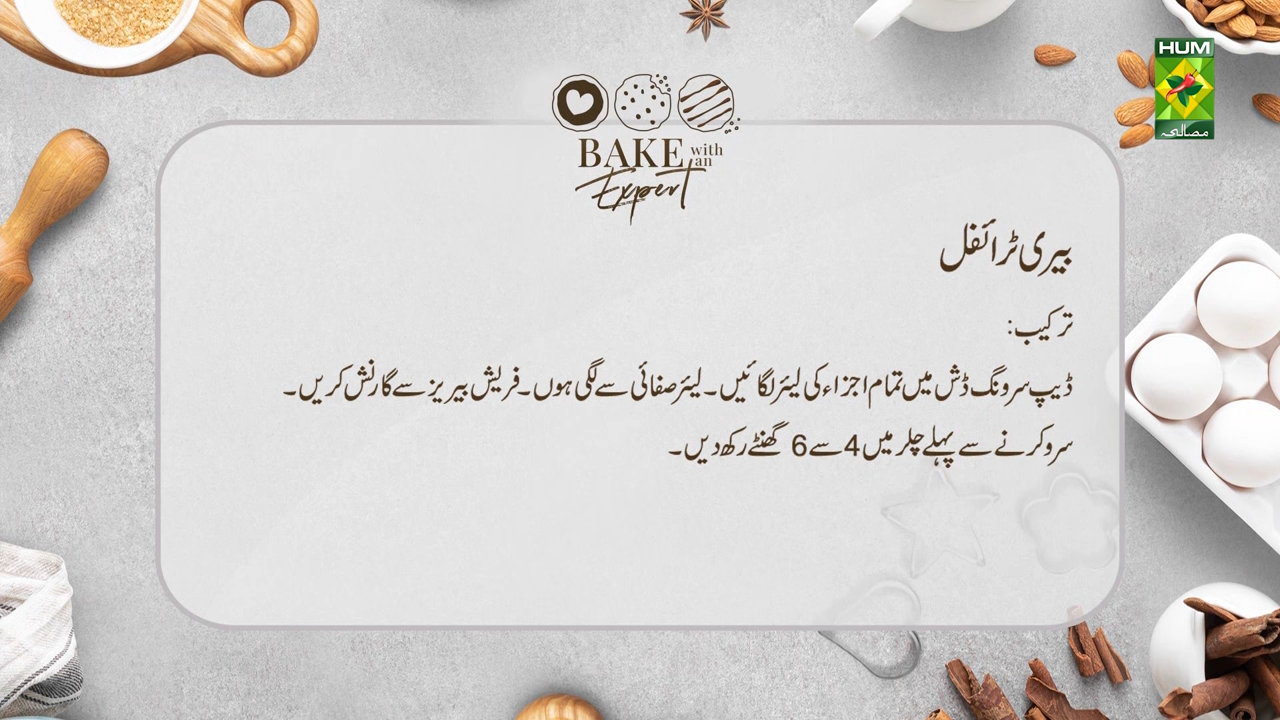 HUM
مصالحہ
BAKE with an
Expert
بیری ٹرائفل
ترکیب:
ڈیپ سرونگ ڈش میں تمام اجزاء کی لیئر لگائیں۔ لیئر صفائی سے لگی ہوں۔ فریش بیریز سے گارنش کریں۔
سرو کرنے سے پہلے چلر میں 4 سے 6 گھنٹے رکھ دیں۔